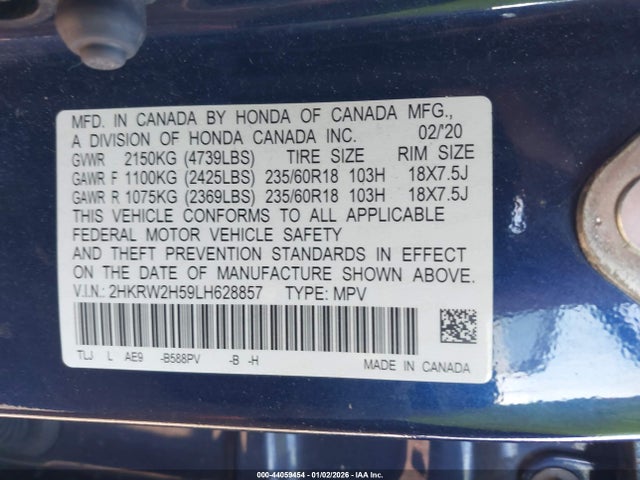 MFD. IN CANADA BY HONDA OF CANADA MFG.,
A DIVISION OF HONDA CANADA INC. 02/'20
GVWR 2150KG (4739LBS) TIRE SIZE RIM SIZE
GAWR F 1100KG (2425LBS) 235/60R18 103H 18X7.5J
GAWR R 1075KG (2369LBS) 235/60R18 103H 18X7.5J
THIS VEHICLE CONFORMS TO ALL APPLICABLE
FEDERAL MOTOR VEHICLE SAFETY
AND THEFT PREVENTION STANDARDS IN EFFECT
ON THE DATE OF MANUFACTURE SHOWN ABOVE.
V.I.N.: 2HKRW2H59LH628857 TYPE: MPV
TLJ L AE9 -B588PV -B -H
MADE IN CANADA
000-44059454 | 01/02/2026 - IAA Staff |